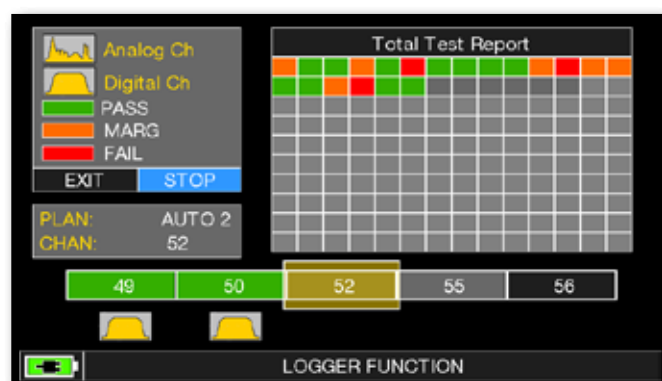 Analog Ch
Digital Ch
PASS
MARG
FAIL
EXIT STOP
PLAN: AUTO 2
CHAN: 52
Total Test Report
49 50 52 55 56
LOGGER FUNCTION